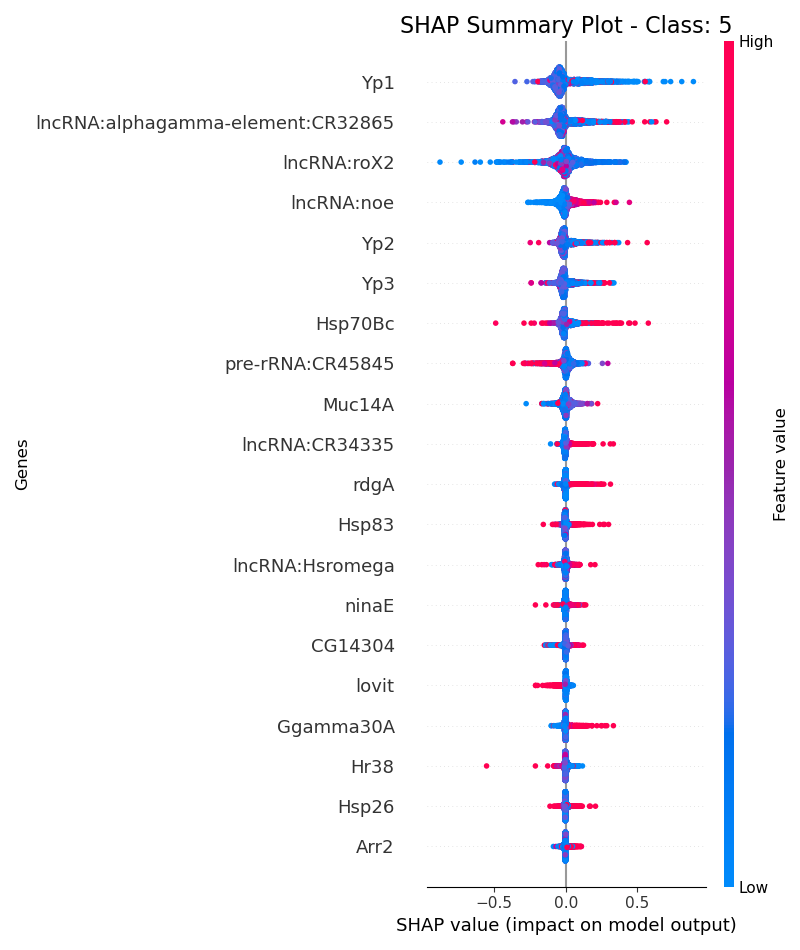 SHAP Summary Plot - Class: 5
High
Yp1
lncRNA:alphagamma-element:CR32865
lncRNA:roX2
lncRNA:noe
Yp2
Yp3
Hsp70Bc
pre-rRNA:CR45845
Muc14A
lncRNA:CR34335
rdgA
Hsp83
lncRNA:Hsromega
ninaE
CG14304
lovit
Ggamma30A
Hr38
Hsp26
Arr2
Genes
Feature value
Low
−0.5 0.0 0.5
SHAP value (impact on model output)